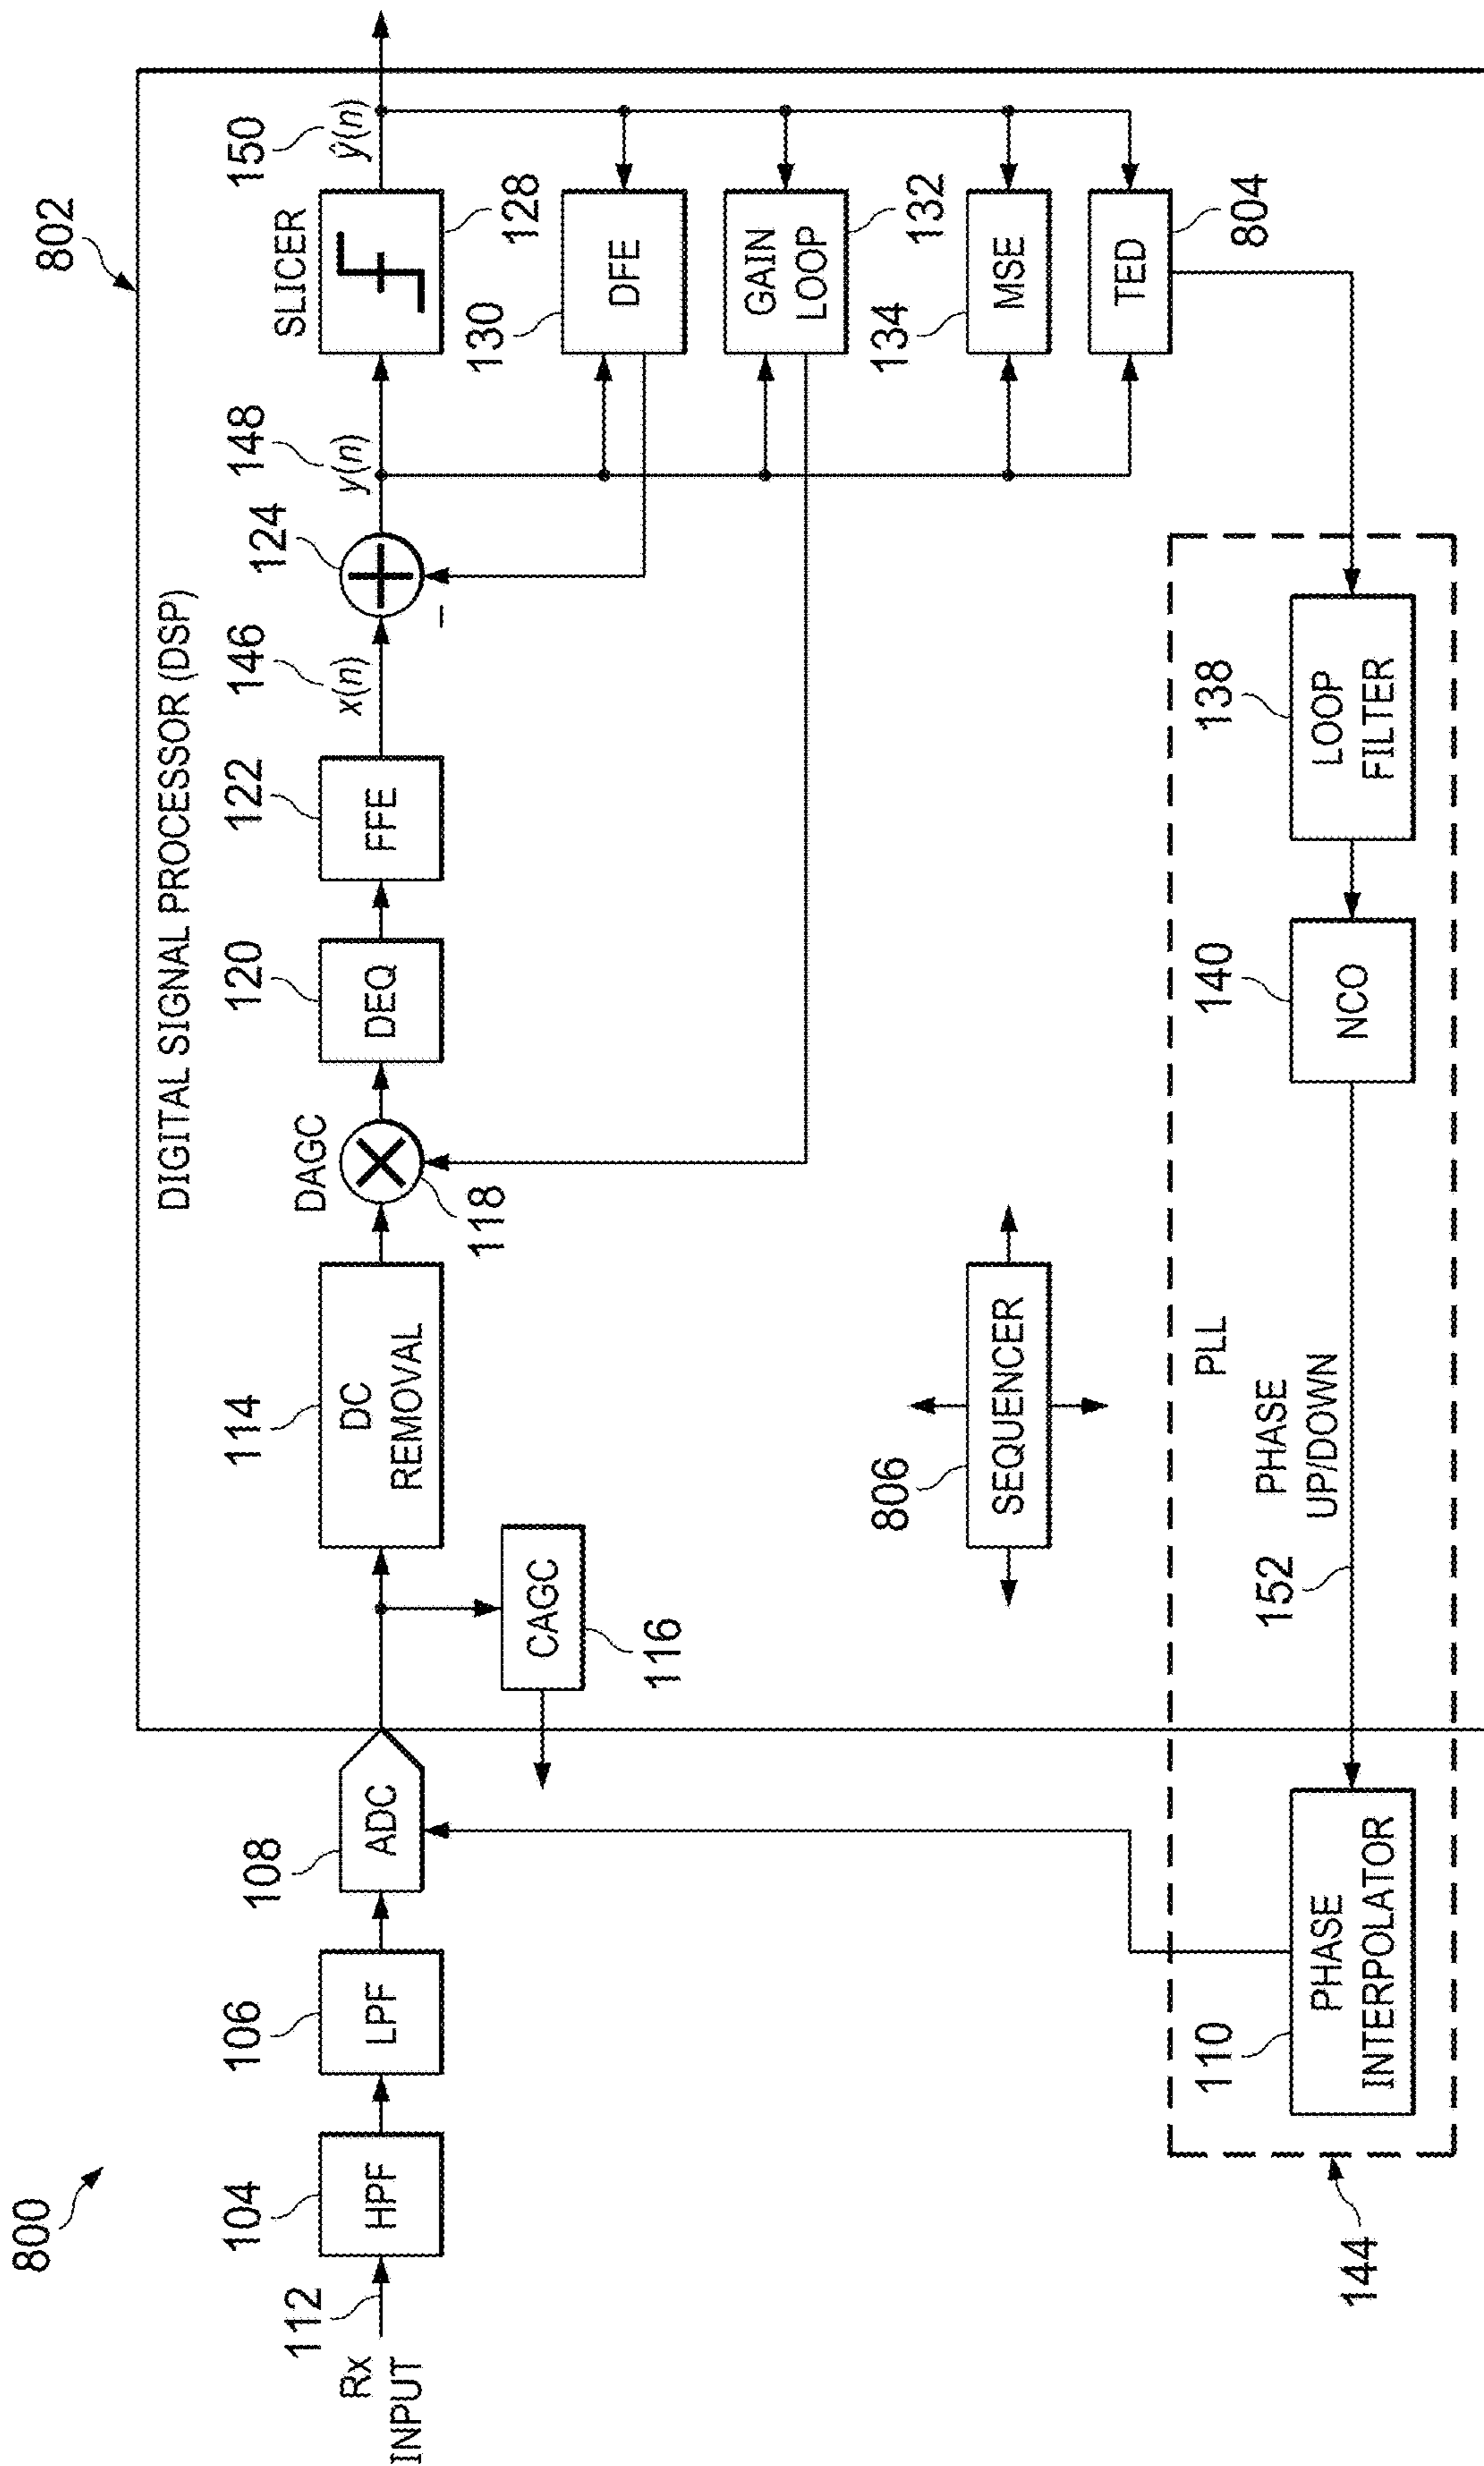 800
802
DIGITAL SIGNAL PROCESSOR (DSP)
Rx
INPUT
112
104
HPF
106
LPF
108
ADC
116
CAGC
114
DC
REMOVAL
DAGC
118
120
DEQ
122
FFE
146
x(n)
124
–
148
y(n)
SLICER
128
150
ŷ(n)
130
DFE
GAIN
LOOP
132
134
MSE
TED
804
806
SEQUENCER
PLL
144
110
PHASE
INTERPOLATOR
152
PHASE
UP/DOWN
140
NCO
138
LOOP
FILTER